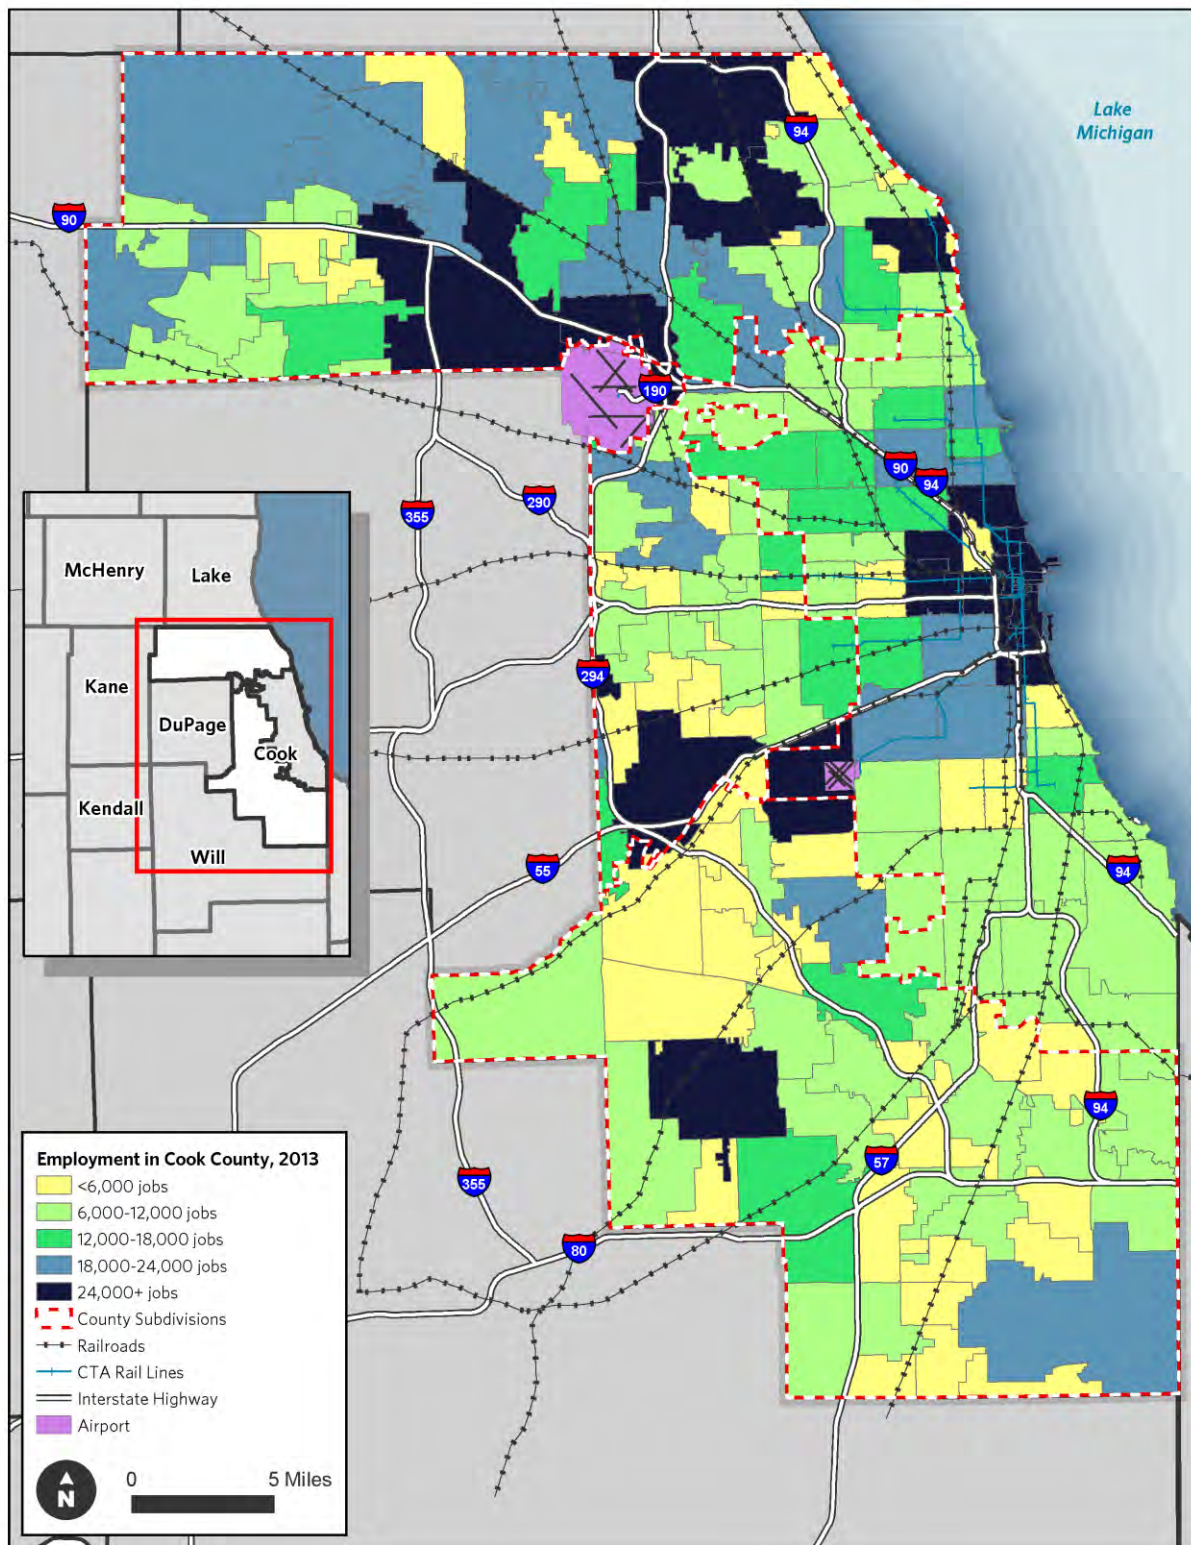 Lake
Michigan
94
90
190
90
94
290
355
294
55
94
94
57
355
80
McHenry
Lake
Kane
DuPage
Cook
Kendall
Will
Employment in Cook County, 2013
<6,000 jobs
6,000-12,000 jobs
12,000-18,000 jobs
18,000-24,000 jobs
24,000+ jobs
County Subdivisions
Railroads
CTA Rail Lines
Interstate Highway
Airport
N
0 5 Miles